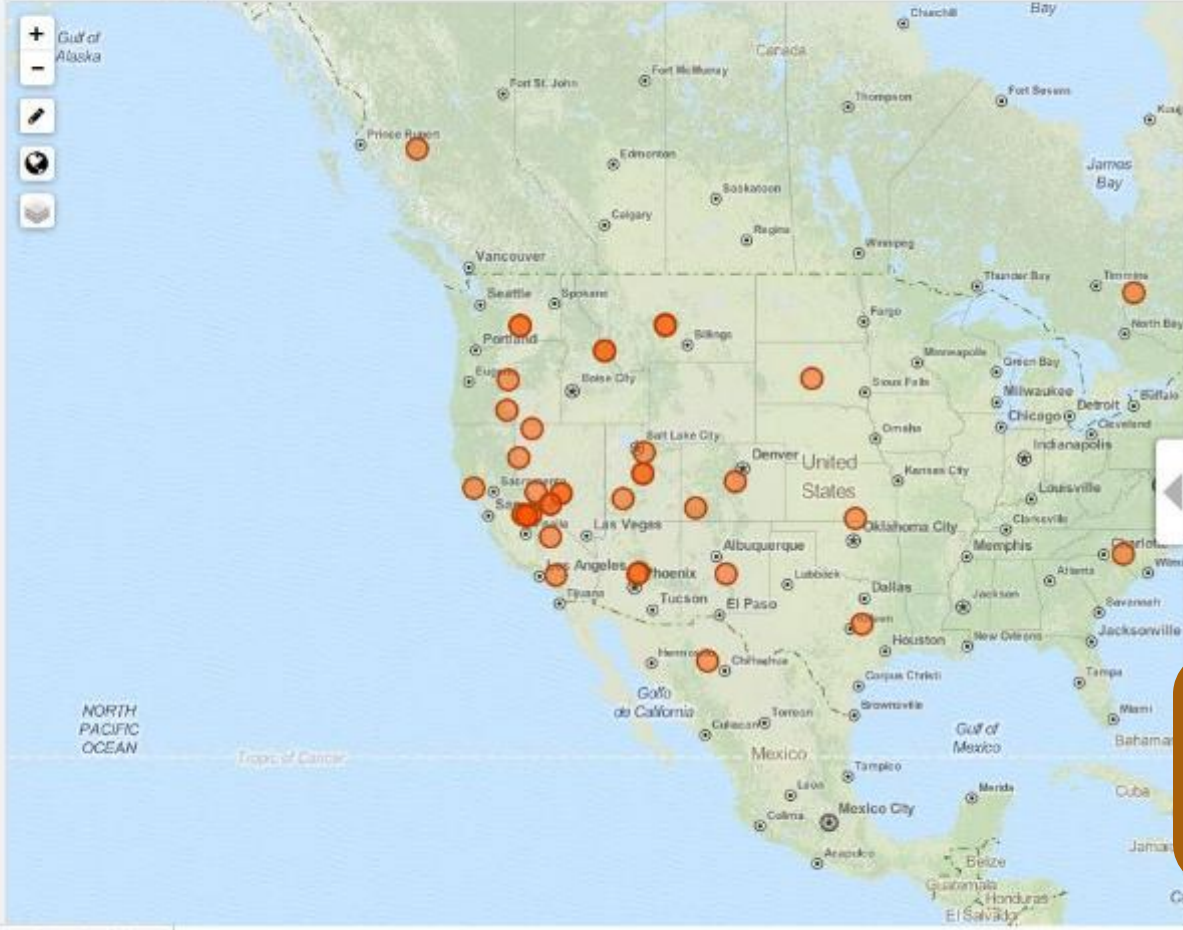 +
Gulf of
Alaska
−
Churchill
Bay
Canada
Fort St. John
Fort McMurray
Thompson
Fort Severn
Prince Rupert
Edmonton
James
Bay
Saskatoon
Calgary
Regina
Winnipeg
Vancouver
Thunder Bay
Timmins
Seattle
Spokane
Fargo
North Bay
Portland
Billings
Minneapolis
Green Bay
Boise City
Sioux Falls
Milwaukee
Detroit
Buffalo
Chicago
Cleveland
Salt Lake City
Omaha
Indianapolis
Denver
United
States
Kansas City
Louisville
Sacramento
Las Vegas
Oklahoma City
Clarksville
Albuquerque
Memphis
Los Angeles
Phoenix
Lubbock
Atlanta
Tijuana
Tucson
El Paso
Dallas
Jackson
Savannah
Houston
New Orleans
Jacksonville
Chihuahua
Corpus Christi
Tampa
Golfo
de California
Brownsville
Miami
NORTH
PACIFIC
OCEAN
Culiacan
Torreon
Gulf of
Mexico
Tropic of Cancer
Mexico
Tampico
Leon
Merida
Cuba
Colima
Mexico City
Acapulco
Belize
Guatemala
Honduras
El Salvador